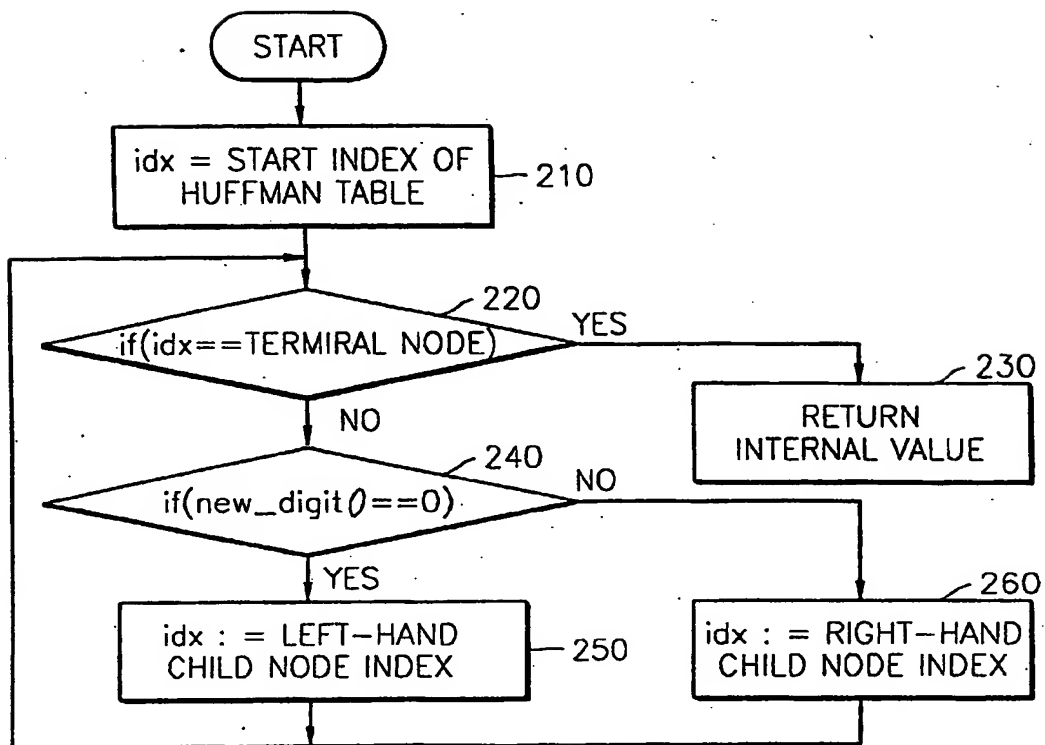 START
idx = START INDEX OF
HUFFMAN TABLE
210
220
if(idx==TERMIRAL NODE)
YES
230
RETURN
INTERNAL VALUE
NO
240
if(new_digit()==0)
NO
YES
260
idx : = LEFT-HAND
CHILD NODE INDEX
250
idx : = RIGHT-HAND
CHILD NODE INDEX